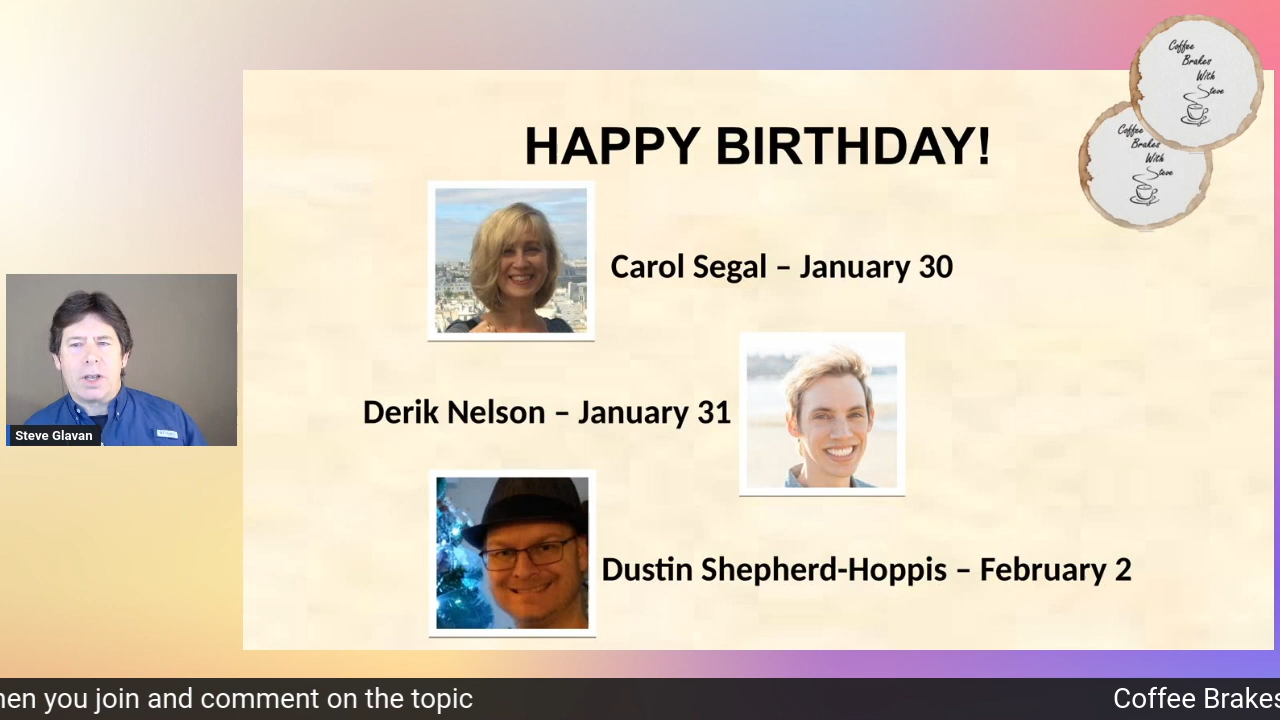 Coffee
Brakes
With
Steve
Coffee
Brakes
With
Steve
HAPPY BIRTHDAY!
Carol Segal – January 30
Derik Nelson – January 31
Dustin Shepherd-Hoppis – February 2
Steve Glavan
hen you join and comment on the topic
Coffee Brakes